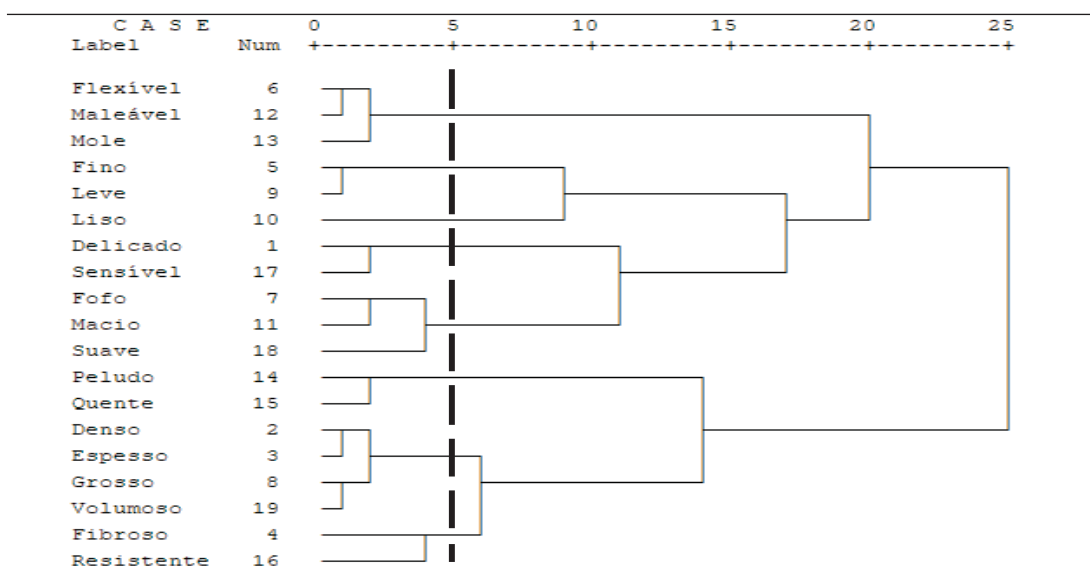 C A S E 0 5 10 15 20 25
Label Num +---------+---------+---------+---------+---------+
Flexível 6
Maleável 12
Mole 13
Fino 5
Leve 9
Liso 10
Delicado 1
Sensível 17
Fofo 7
Macio 11
Suave 18
Peludo 14
Quente 15
Denso 2
Espesso 3
Grosso 8
Volumoso 19
Fibroso 4
Resistente 16